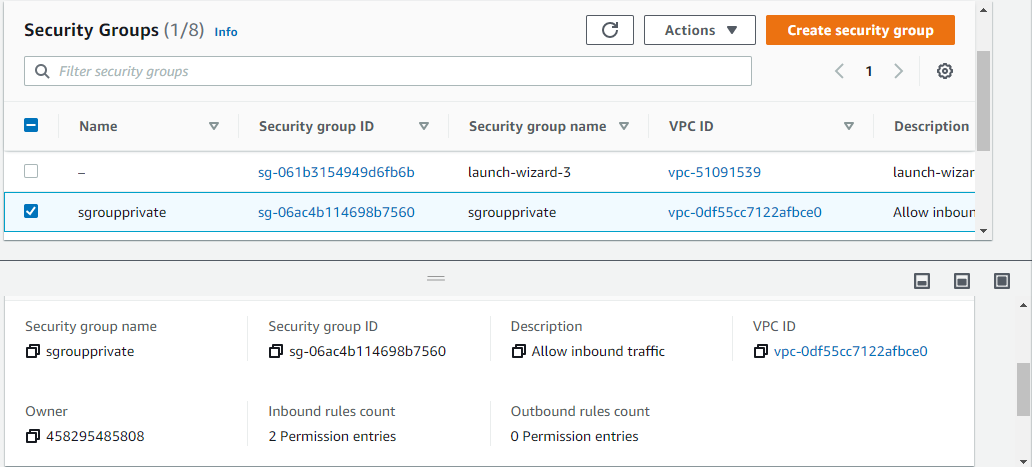 Security Groups (1/8) Info
Actions
Create security group
Filter security groups
1
Name Security group ID Security group name VPC ID Description
– sg-061b3154949d6fb6b launch-wizard-3 vpc-51091539 launch-wizar
sgroupprivate sg-06ac4b114698b7560 sgroupprivate vpc-0df55cc7122afbce0 Allow inboun
Security group name Security group ID Description VPC ID
sgroupprivate sg-06ac4b114698b7560 Allow inbound traffic vpc-0df55cc7122afbce0
Owner Inbound rules count Outbound rules count
458295485808 2 Permission entries 0 Permission entries